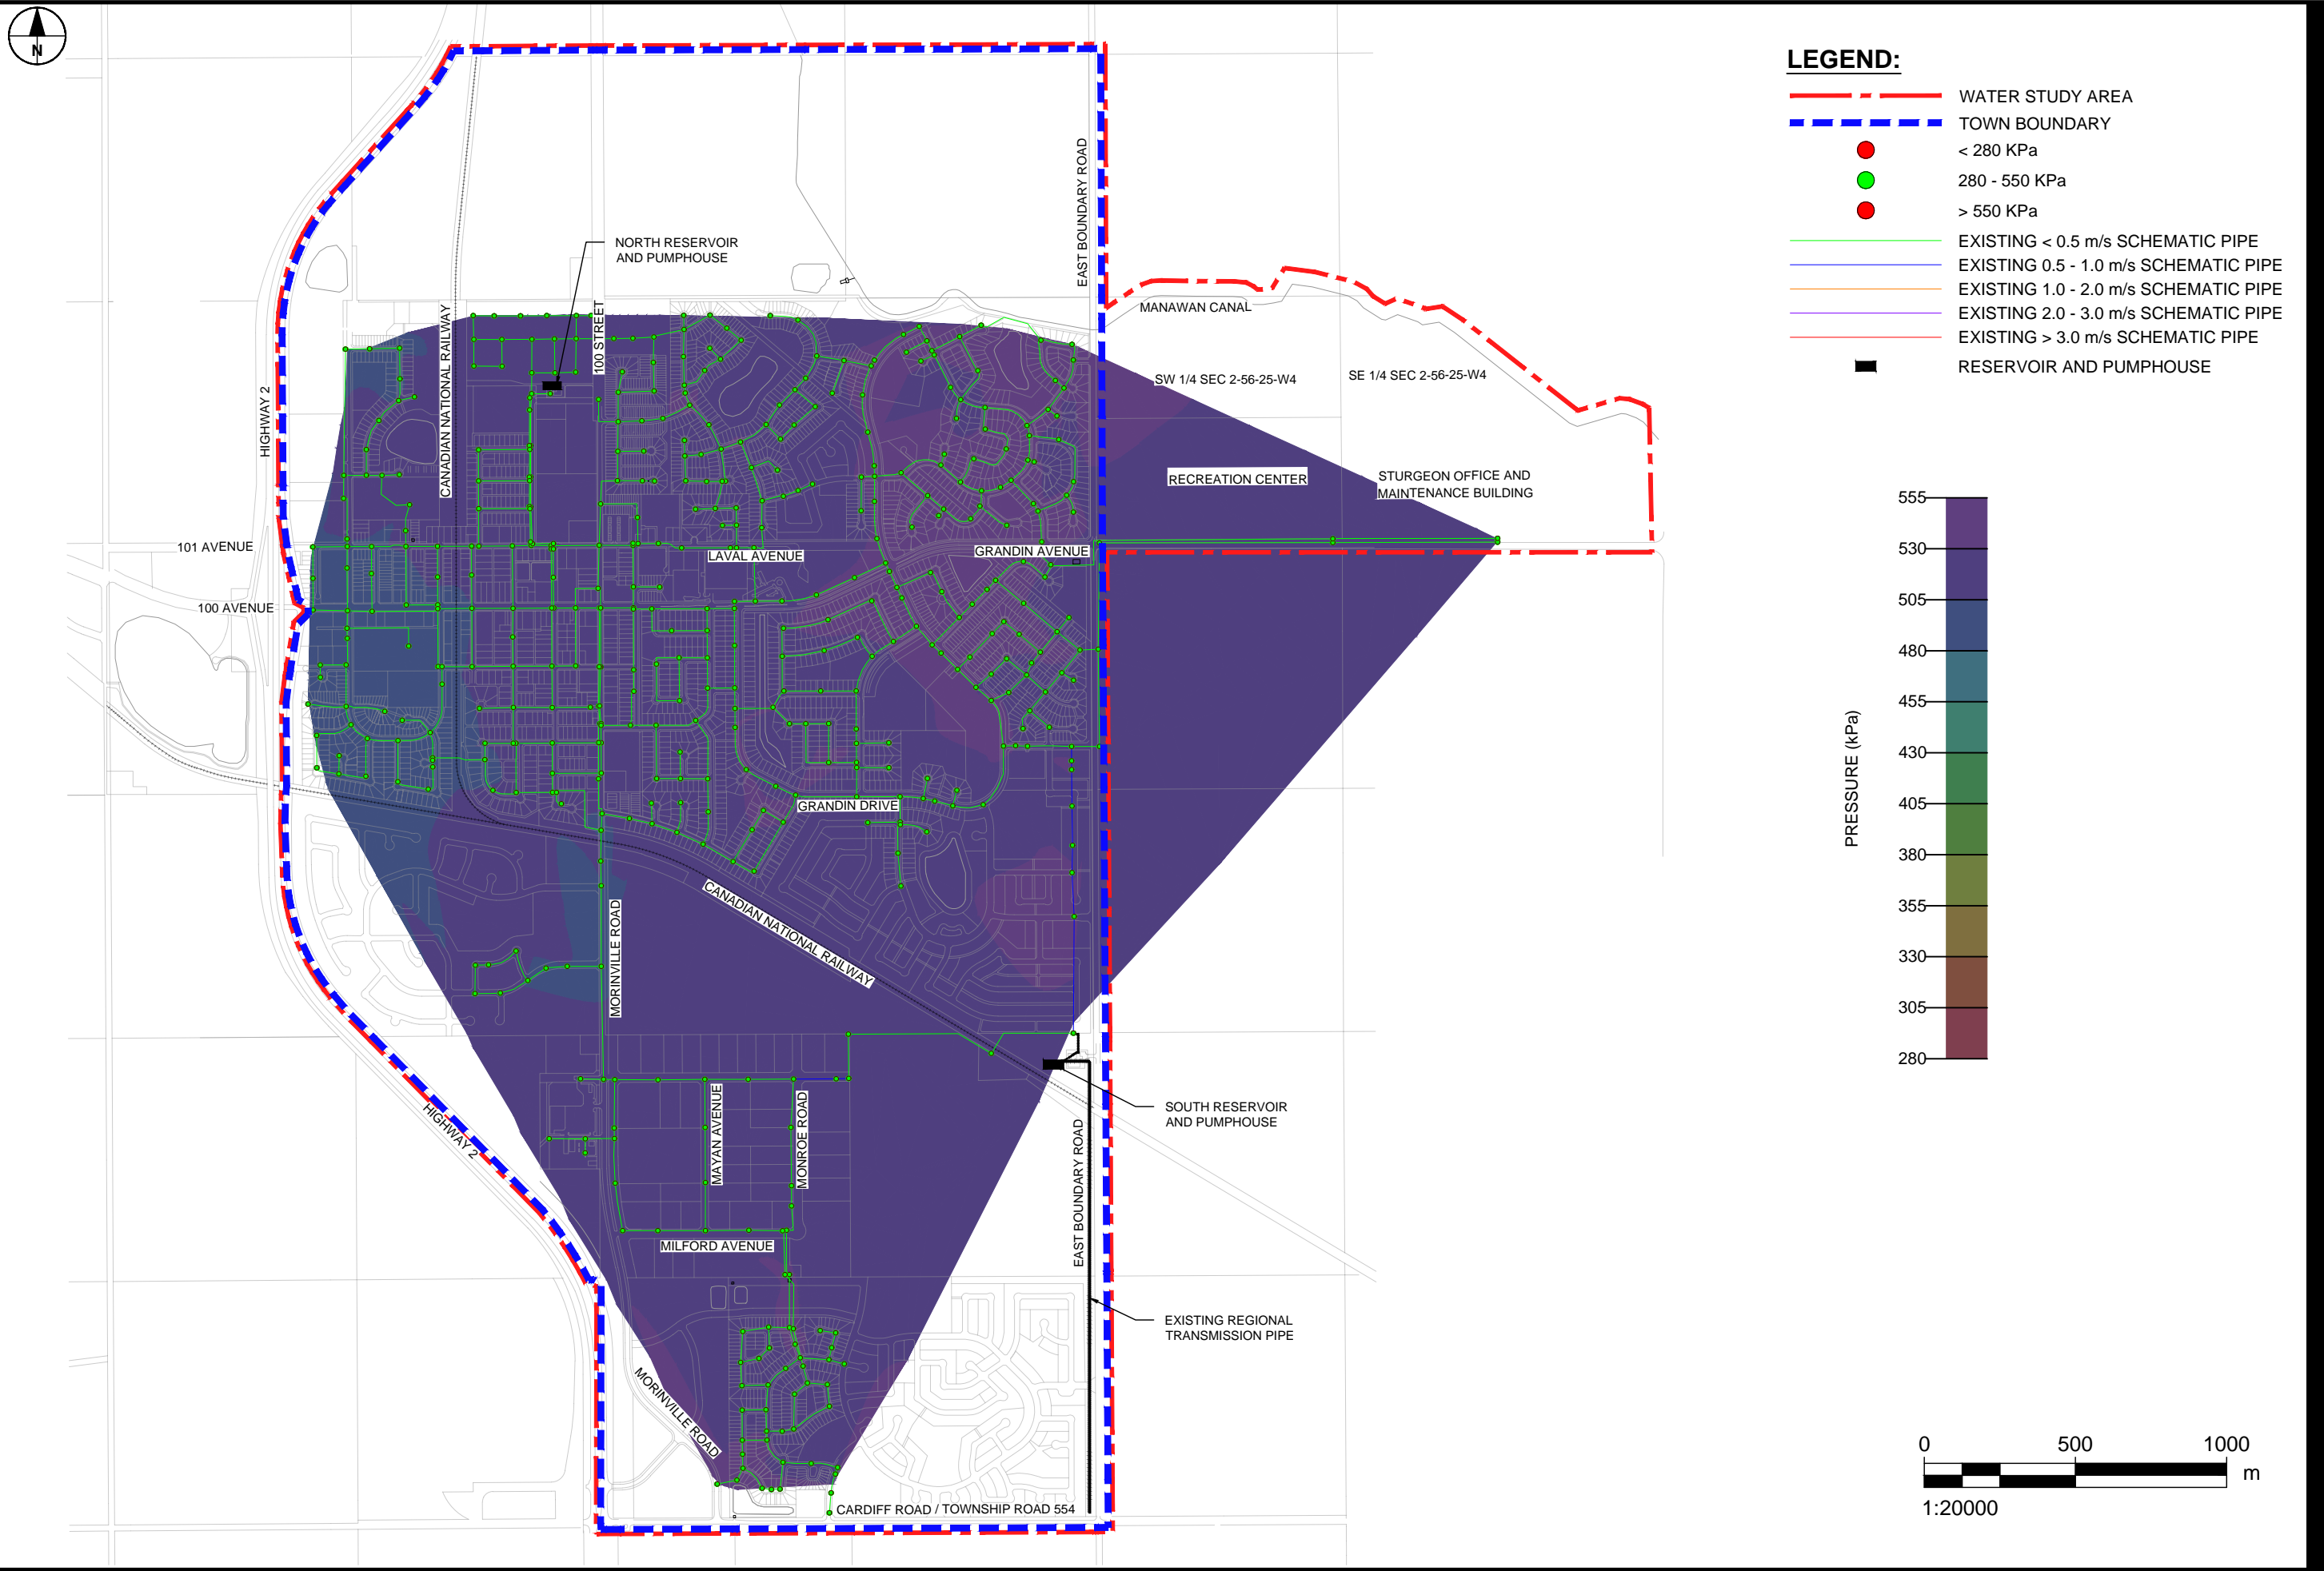 N
LEGEND:
WATER STUDY AREA
TOWN BOUNDARY
< 280 KPa
280 - 550 KPa
> 550 KPa
EXISTING < 0.5 m/s SCHEMATIC PIPE
EXISTING 0.5 - 1.0 m/s SCHEMATIC PIPE
EXISTING 1.0 - 2.0 m/s SCHEMATIC PIPE
EXISTING 2.0 - 3.0 m/s SCHEMATIC PIPE
EXISTING > 3.0 m/s SCHEMATIC PIPE
RESERVOIR AND PUMPHOUSE
NORTH RESERVOIR
AND PUMPHOUSE
EAST BOUNDARY ROAD
MANAWAN CANAL
100 STREET
CANADIAN NATIONAL RAILWAY
HIGHWAY 2
SW 1/4 SEC 2-56-25-W4
SE 1/4 SEC 2-56-25-W4
RECREATION CENTER
STURGEON OFFICE AND
MAINTENANCE BUILDING
101 AVENUE
LAVAL AVENUE
GRANDIN AVENUE
100 AVENUE
GRANDIN DRIVE
MORINVILLE ROAD
CANADIAN NATIONAL RAILWAY
HIGHWAY 2
MAYAN AVENUE
MONROE ROAD
SOUTH RESERVOIR
AND PUMPHOUSE
EAST BOUNDARY ROAD
MILFORD AVENUE
EXISTING REGIONAL
TRANSMISSION PIPE
MORINVILLE ROAD
CARDIFF ROAD / TOWNSHIP ROAD 554
PRESSURE (kPa)
555
530
505
480
455
430
405
380
355
330
305
280
0 500 1000
m
1:20000